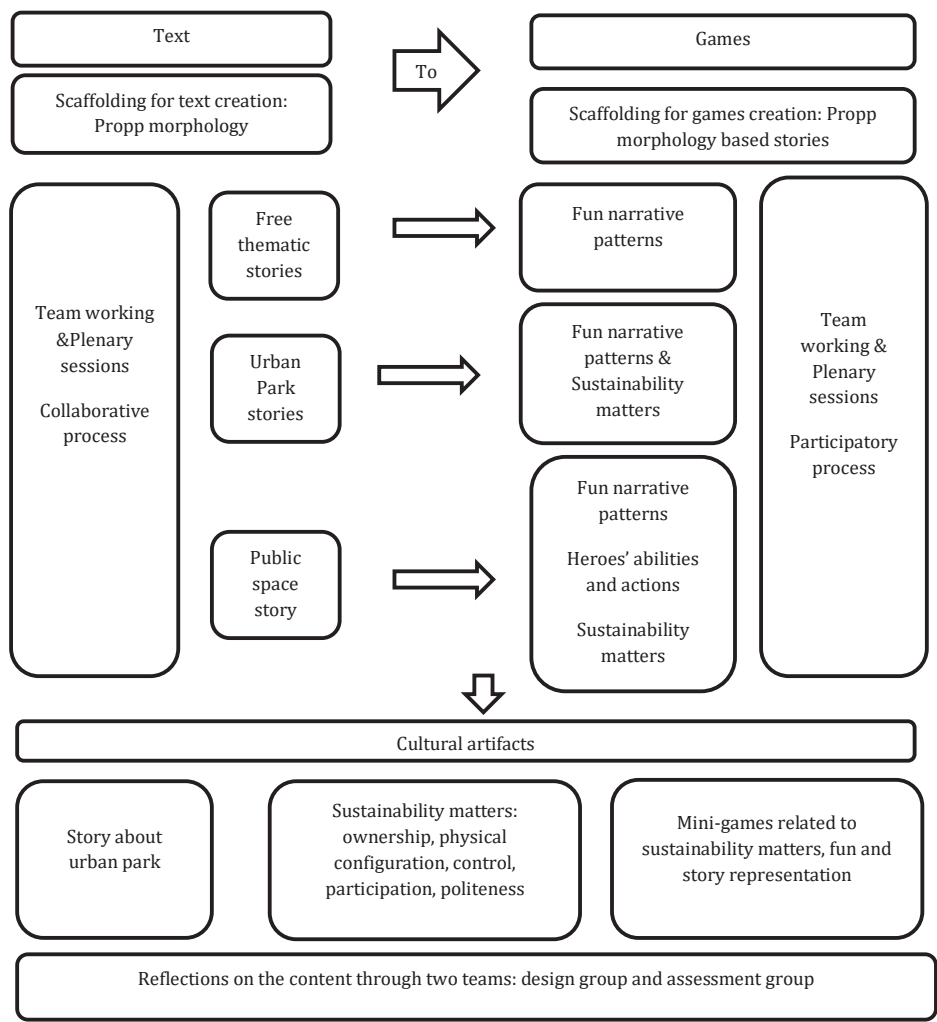 Text
To
Games
Scaffolding for text creation:
Propp morphology
Scaffolding for games creation: Propp
morphology based stories
Team working
&Plenary
sessions
Collaborative
process
Free
thematic
stories
Fun narrative
patterns
Urban
Park
stories
Fun narrative
patterns &
Sustainability
matters
Public
space
story
Fun narrative
patterns
Heroes’ abilities
and actions
Sustainability
matters
Team
working &
Plenary
sessions
Participatory
process
Cultural artifacts
Story about
urban park
Sustainability matters:
ownership, physical
configuration, control,
participation, politeness
Mini-games related to
sustainability matters, fun and
story representation
Reflections on the content through two teams: design group and assessment group